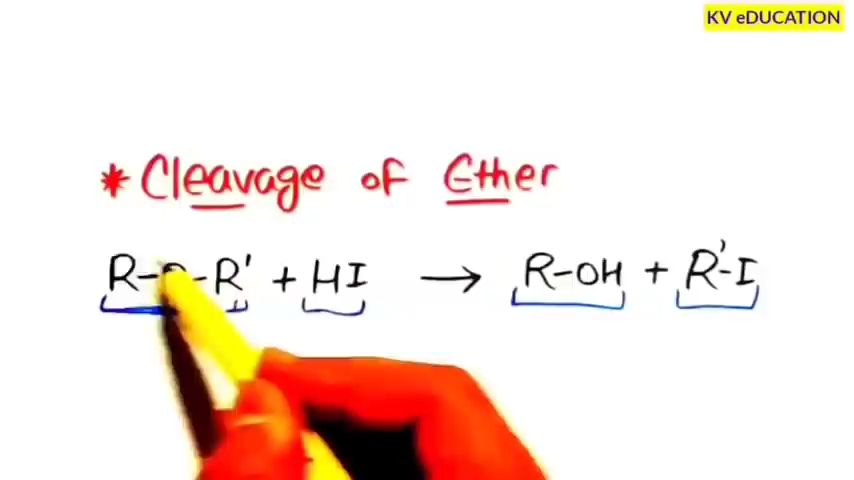 KV eDUCATION
* Cleavage of Ether
R-O-R' + HI → R-OH + R'-I